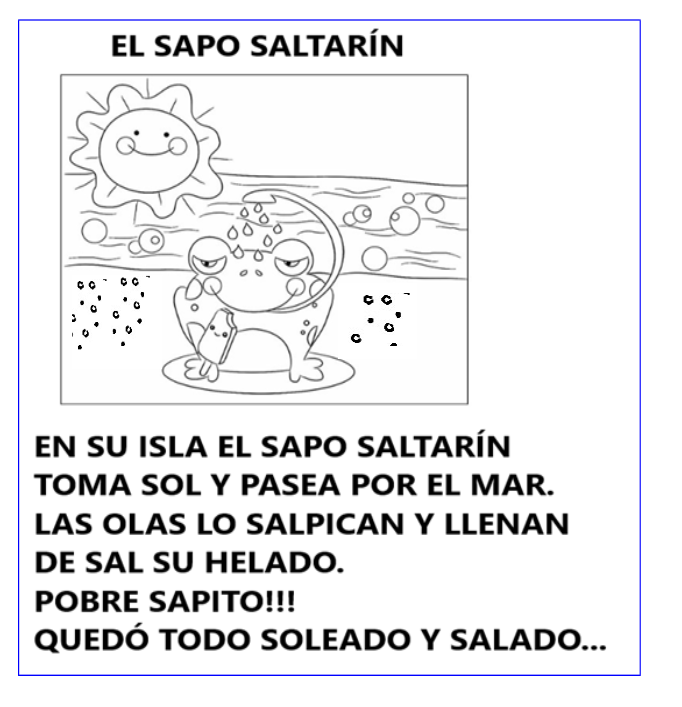 EL SAPO SALTARÍN
EN SU ISLA EL SAPO SALTARÍN
TOMA SOL Y PASEA POR EL MAR.
LAS OLAS LO SALPICAN Y LLENAN
DE SAL SU HELADO.
POBRE SAPITO!!!
QUEDÓ TODO SOLEADO Y SALADO...